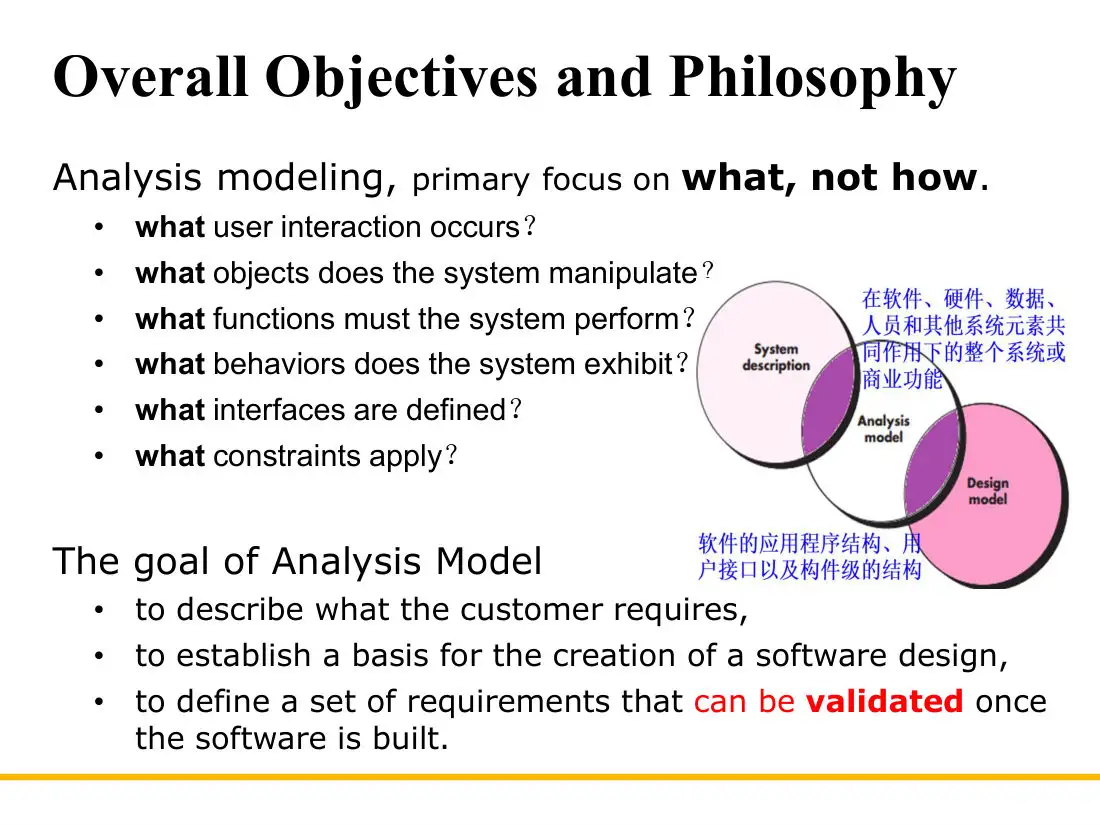 Overall Objectives and Philosophy
Analysis modeling, primary focus on what, not how.
• what user interaction occurs？
• what objects does the system manipulate？
• what functions must the system perform？
• what behaviors does the system exhibit？
• what interfaces are defined？
• what constraints apply？
在软件、硬件、数据、
人员和其他系统元素共
同作用下的整个系统或
商业功能
System
description
Analysis
model
Design
model
软件的应用程序结构、用
户接口以及构件级的结构
The goal of Analysis Model
• to describe what the customer requires,
• to establish a basis for the creation of a software design,
• to define a set of requirements that can be validated once
the software is built.